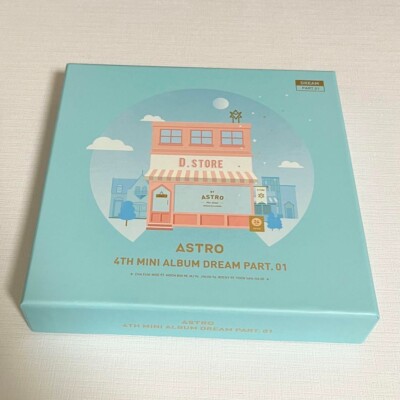 DREAM
PART.01
D.STORE
ASTRO
ASTRO
4TH MINI ALBUM DREAM PART. 01
ASTRO
4TH MINI ALBUM DREAM PART. 01